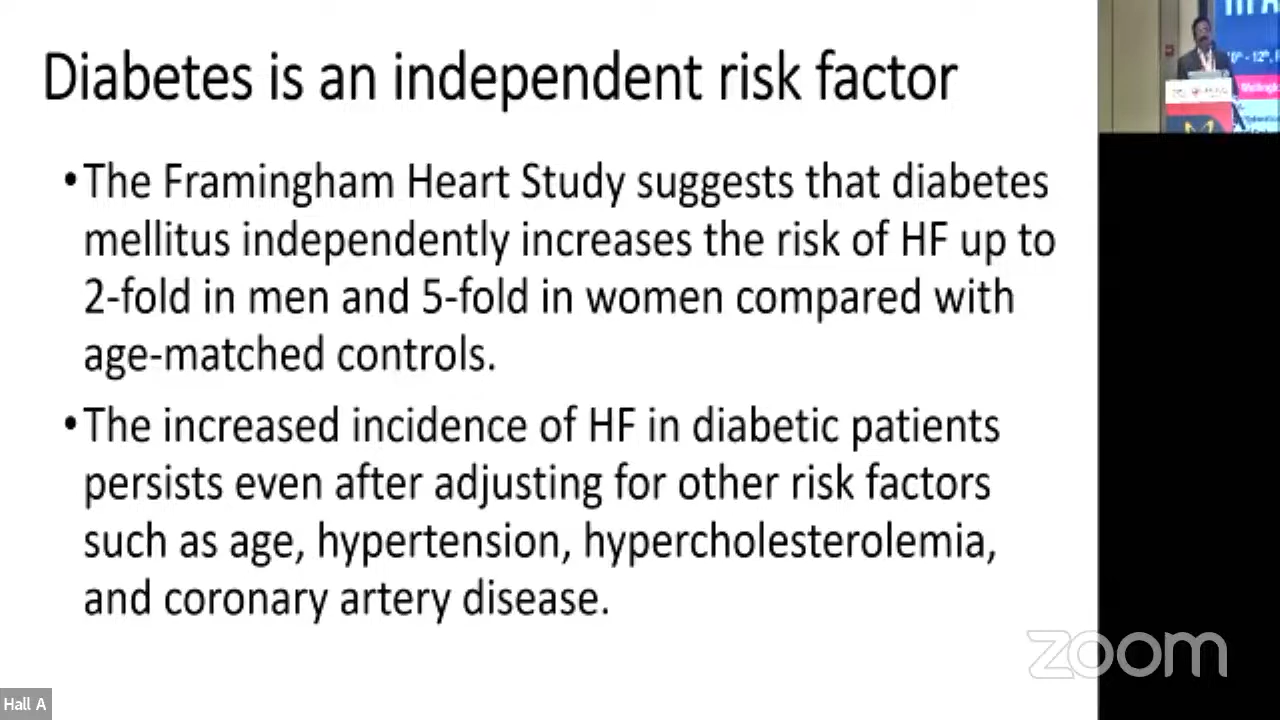 Diabetes is an independent risk factor
•The Framingham Heart Study suggests that diabetes
mellitus independently increases the risk of HF up to
2-fold in men and 5-fold in women compared with
age-matched controls.
•The increased incidence of HF in diabetic patients
persists even after adjusting for other risk factors
such as age, hypertension, hypercholesterolemia,
and coronary artery disease.
zoom
Hall A